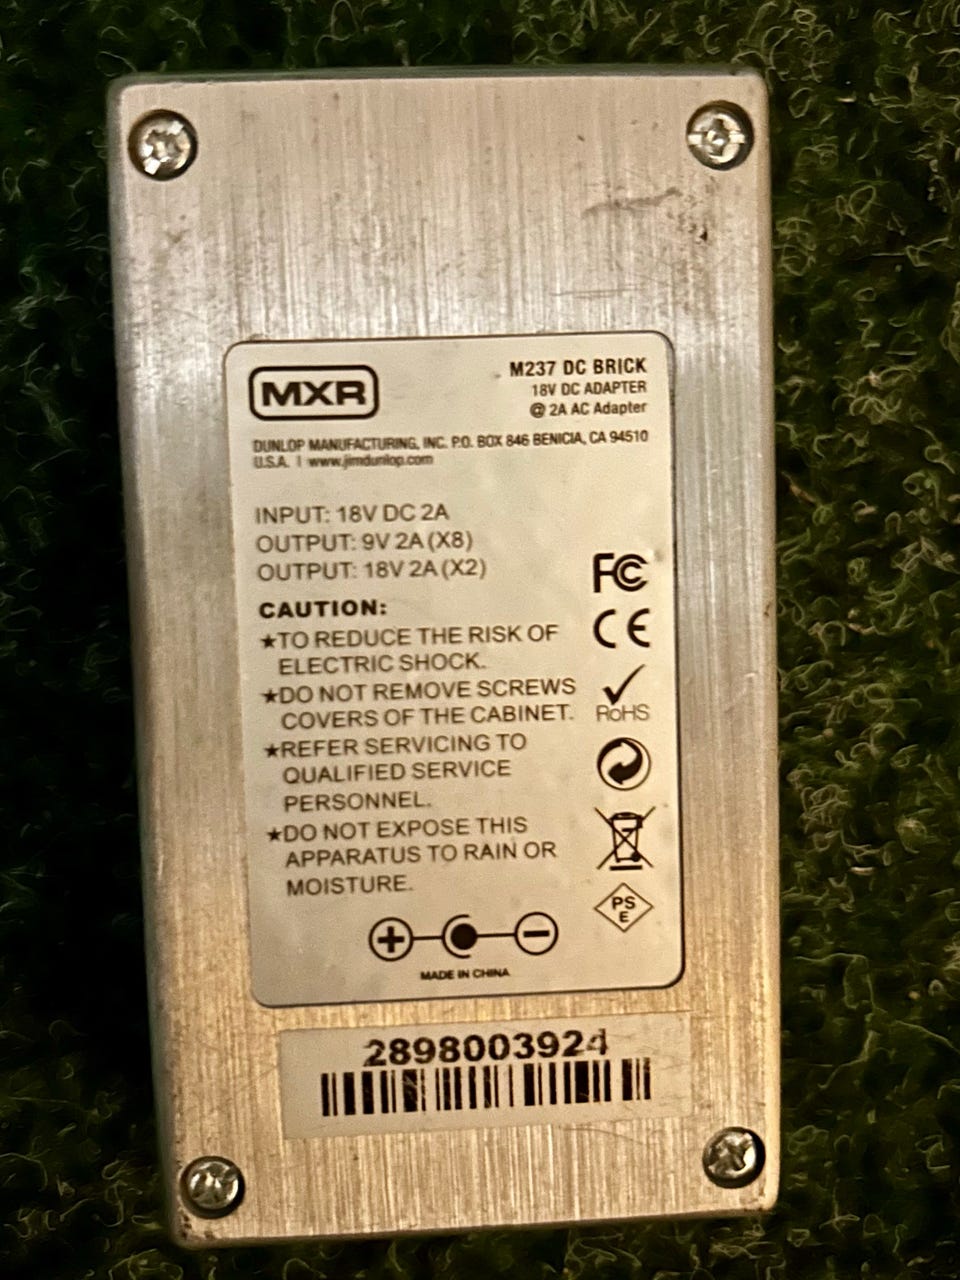 MXR
M237 DC BRICK
18V DC ADAPTER
@ 2A AC Adapter
DUNLOP MANUFACTURING, INC. P.O. BOX 846 BENICIA, CA 94510
U.S.A. | www.jimdunlop.com
INPUT: 18V DC 2A
OUTPUT: 9V 2A (X8)
OUTPUT: 18V 2A (X2)
CAUTION:
★TO REDUCE THE RISK OF
ELECTRIC SHOCK.
★DO NOT REMOVE SCREWS
COVERS OF THE CABINET.
★REFER SERVICING TO
QUALIFIED SERVICE
PERSONNEL.
★DO NOT EXPOSE THIS
APPARATUS TO RAIN OR
MOISTURE.
FC
CE
RoHS
PS
E
+ −
MADE IN CHINA
2898003924